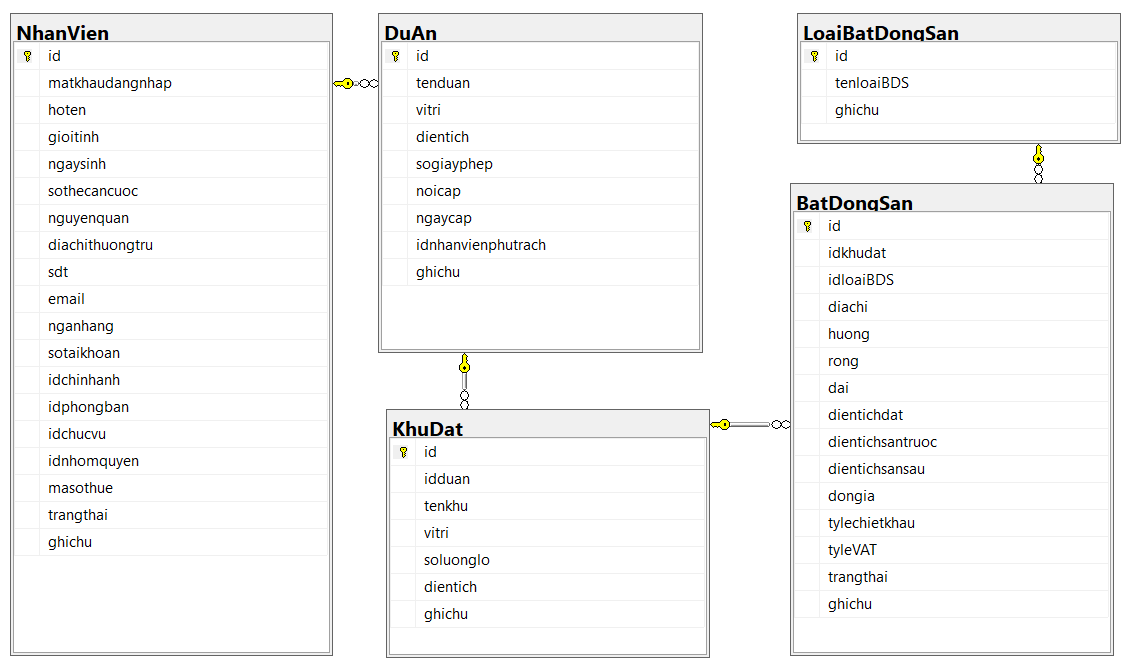 NhanVien
id
matkhaudangnhap
hoten
gioitinh
ngaysinh
sothecancuoc
nguyenquan
diachithuongtru
sdt
email
nganhang
sotaikhoan
idchinhanh
idphongban
idchucvu
idnhomquyen
masothue
trangthai
ghichu
DuAn
id
tenduan
vitri
dientich
sogiayphep
noicap
ngaycap
idnhanvienphutrach
ghichu
KhuDat
id
idduan
tenkhu
vitri
soluonglo
dientich
ghichu
LoaiBatDongSan
id
tenloaiBDS
ghichu
BatDongSan
id
idkhudat
idloaiBDS
diachi
huong
rong
dai
dientichdat
dientichsantruoc
dientichsansau
dongia
tylechietkhau
tyleVAT
trangthai
ghichu